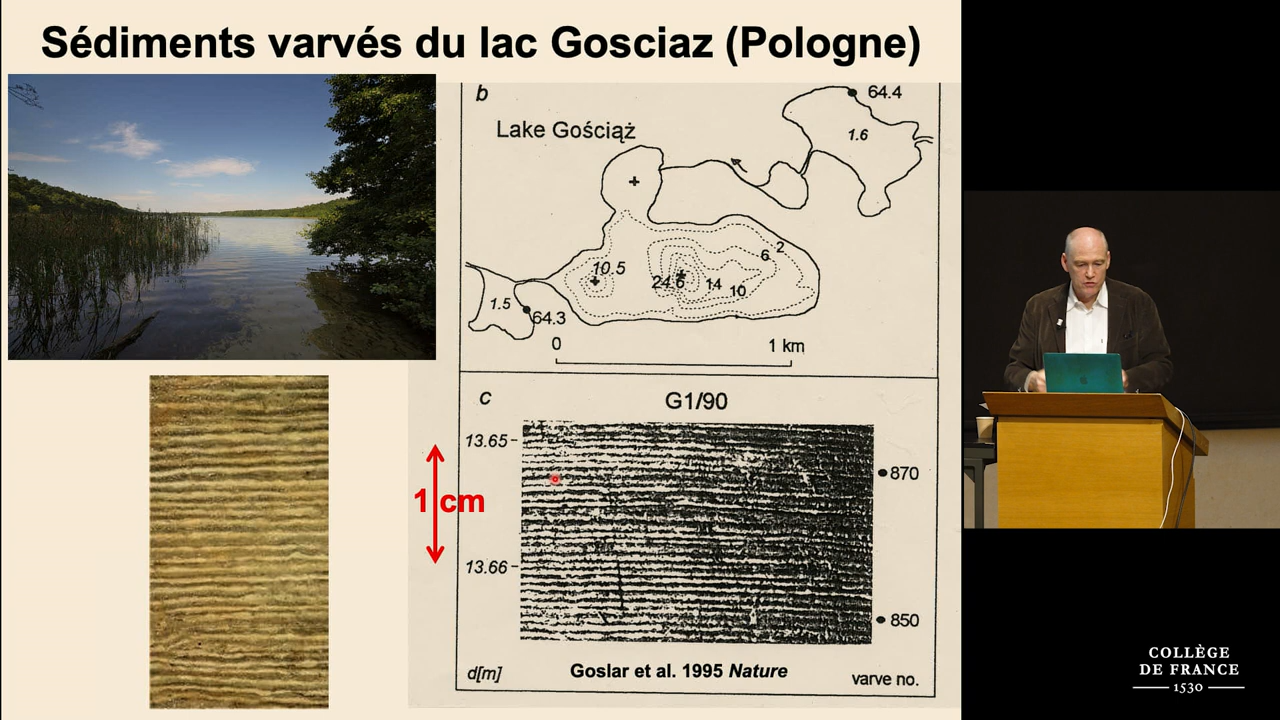 Sédiments varvés du lac Gosciaz (Pologne)
b
64.4
Lake Gościąż
1.6
2
6
10.5
24.6
14
10
1.5
64.3
0
1 km
c
G1/90
13.65
870
1 cm
13.66
850
d[m]
Goslar et al. 1995 Nature
varve no.
COLLÈGE
DE FRANCE
1530